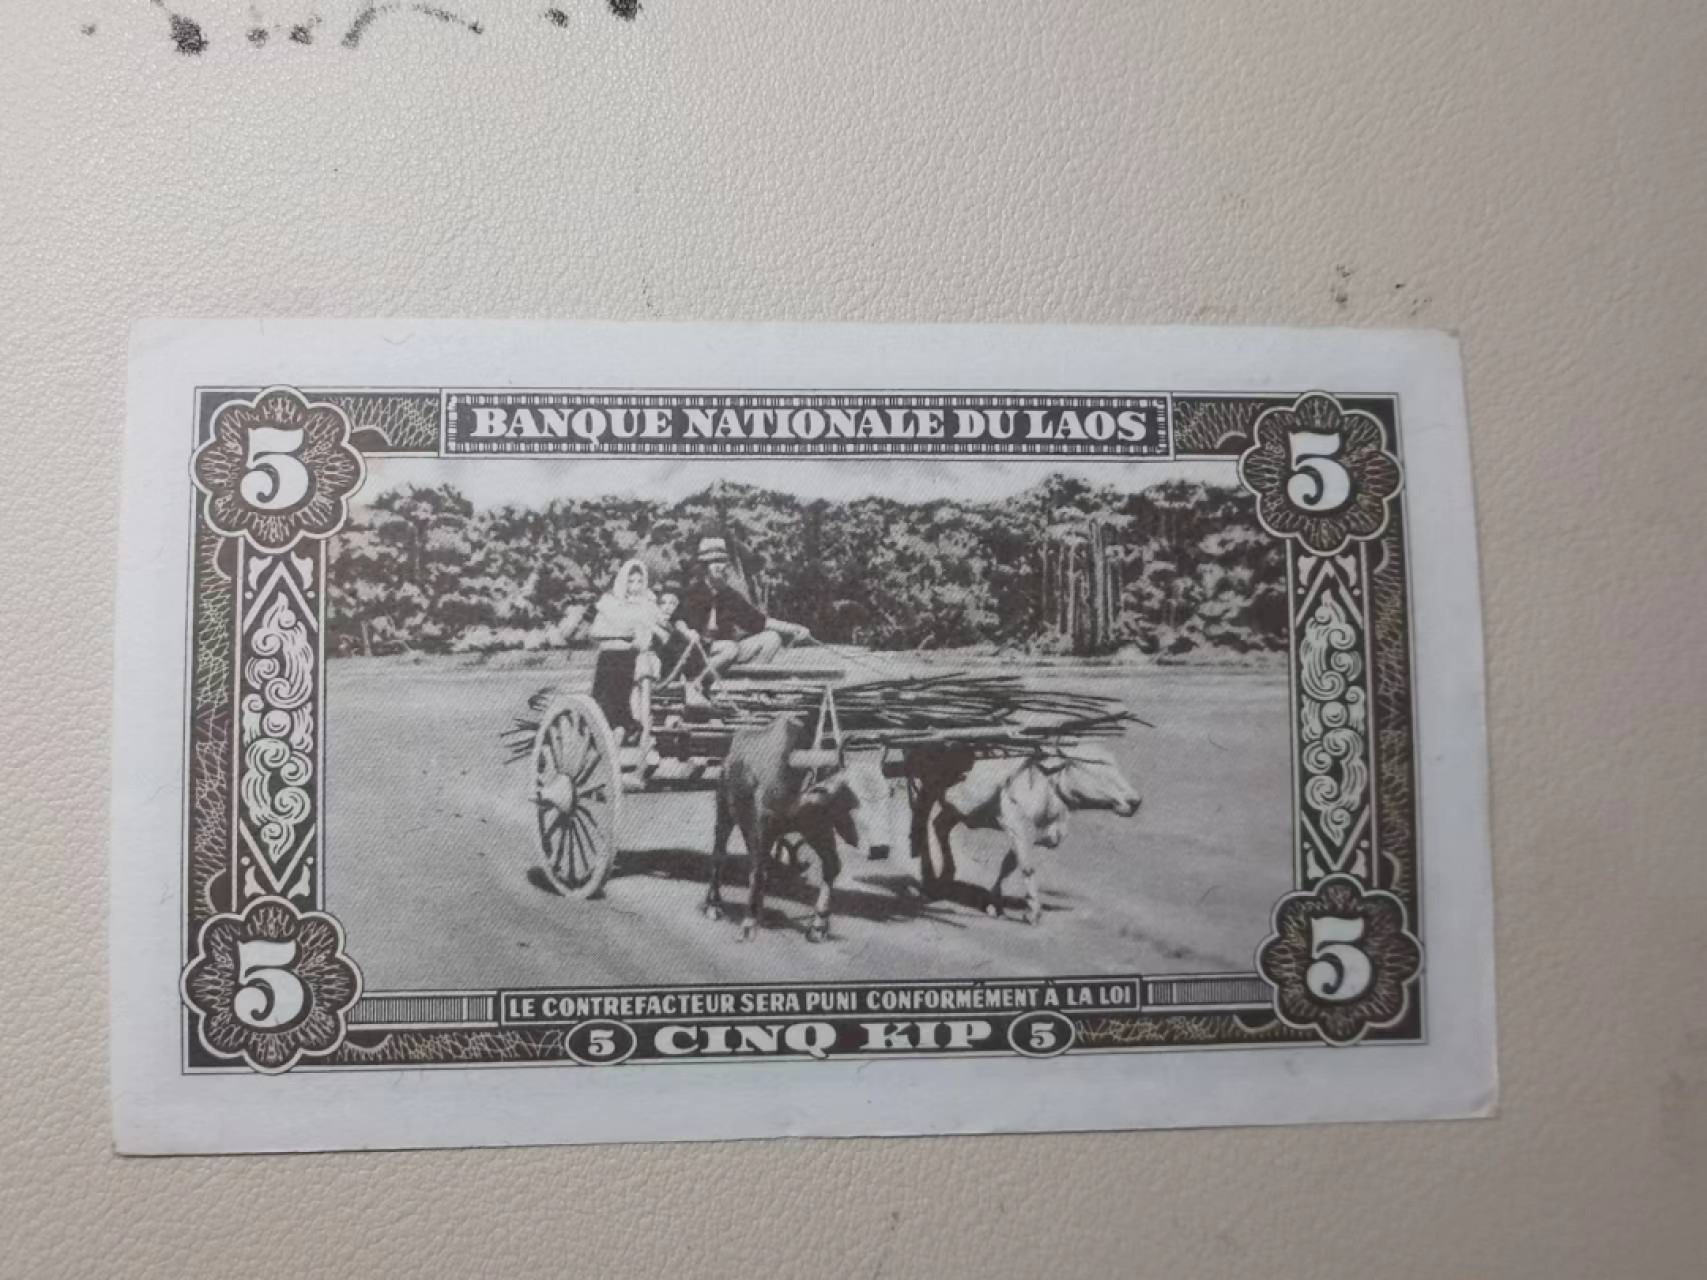 BANQUE NATIONALE DU LAOS
5 5
5 5
LE CONTREFACTEUR SERA PUNI CONFORMÉMENT À LA LOI
5 CINQ KIP 5